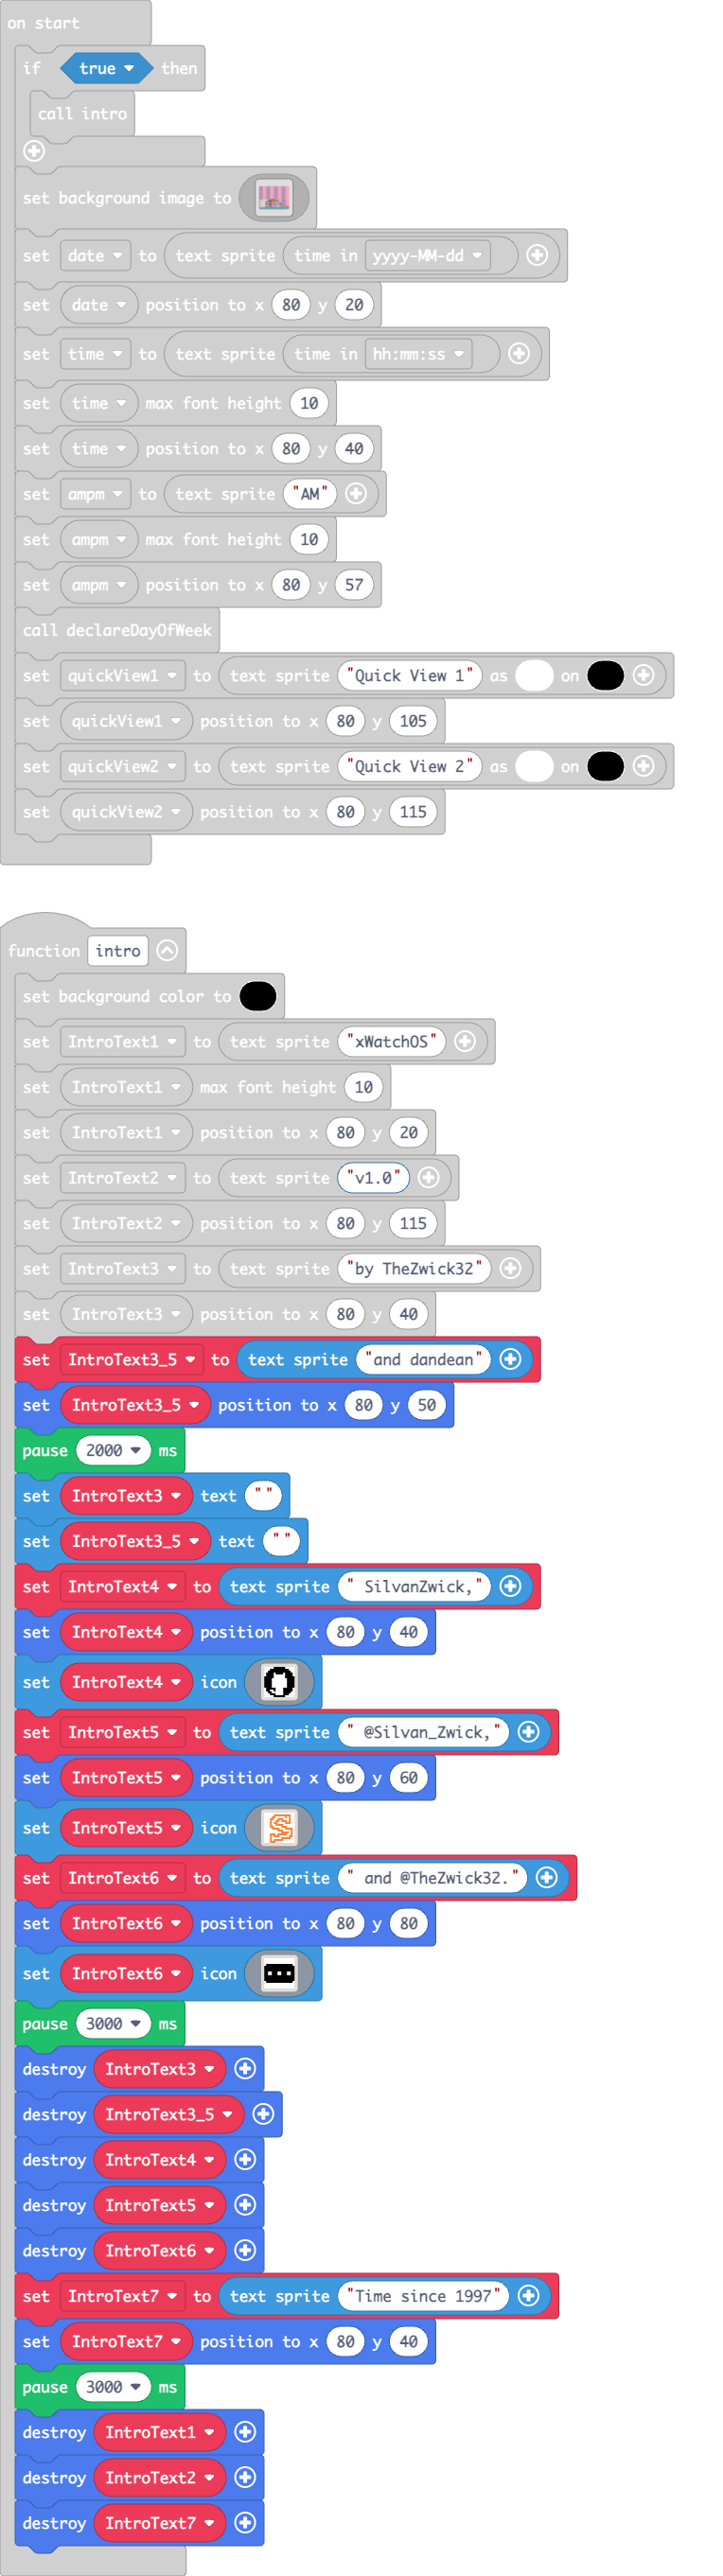 on start
if true then
call intro
set background image to
set date to text sprite time in yyyy-MM-dd
set date position to x 80 y 20
set time to text sprite time in hh:mm:ss
set time max font height 10
set time position to x 80 y 40
set ampm to text sprite "AM"
set ampm max font height 10
set ampm position to x 80 y 57
call declareDayOfWeek
set quickView1 to text sprite "Quick View 1" as on
set quickView1 position to x 80 y 105
set quickView2 to text sprite "Quick View 2" as on
set quickView2 position to x 80 y 115
function intro
set background color to
set IntroText1 to text sprite "xWatchOS"
set IntroText1 max font height 10
set IntroText1 position to x 80 y 20
set IntroText2 to text sprite "v1.0"
set IntroText2 position to x 80 y 115
set IntroText3 to text sprite "by TheZwick32"
set IntroText3 position to x 80 y 40
set IntroText3_5 to text sprite "and dandean"
set IntroText3_5 position to x 80 y 50
pause 2000 ms
set IntroText3 text " "
set IntroText3_5 text " "
set IntroText4 to text sprite " SilvanZwick,"
set IntroText4 position to x 80 y 40
set IntroText4 icon
set IntroText5 to text sprite " @Silvan_Zwick,"
set IntroText5 position to x 80 y 60
set IntroText5 icon
set IntroText6 to text sprite " and @TheZwick32."
set IntroText6 position to x 80 y 80
set IntroText6 icon
pause 3000 ms
destroy IntroText3
destroy IntroText3_5
destroy IntroText4
destroy IntroText5
destroy IntroText6
set IntroText7 to text sprite "Time since 1997"
set IntroText7 position to x 80 y 40
pause 3000 ms
destroy IntroText1
destroy IntroText2
destroy IntroText7